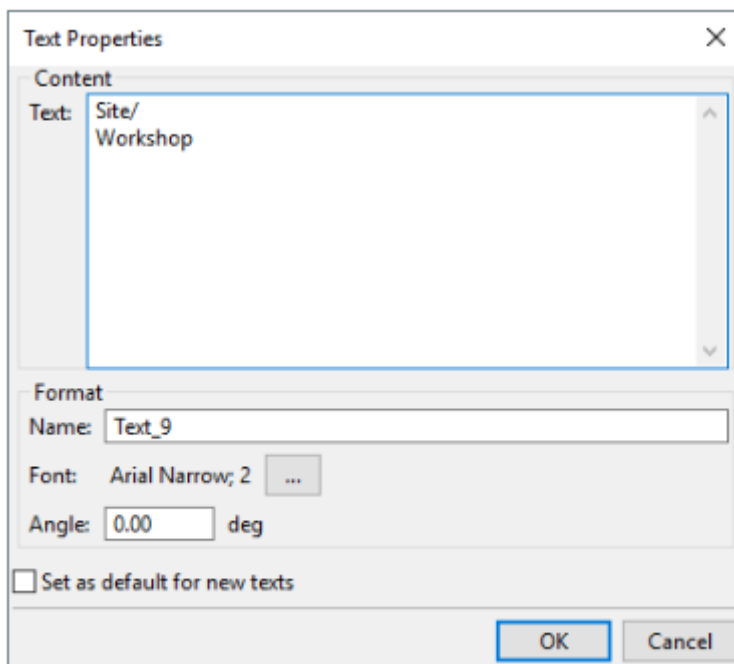 Text Properties
Content
Text:
Site/
Workshop
Format
Name: Text_9
Font: Arial Narrow; 2 ...
Angle: 0.00 deg
Set as default for new texts
OK Cancel